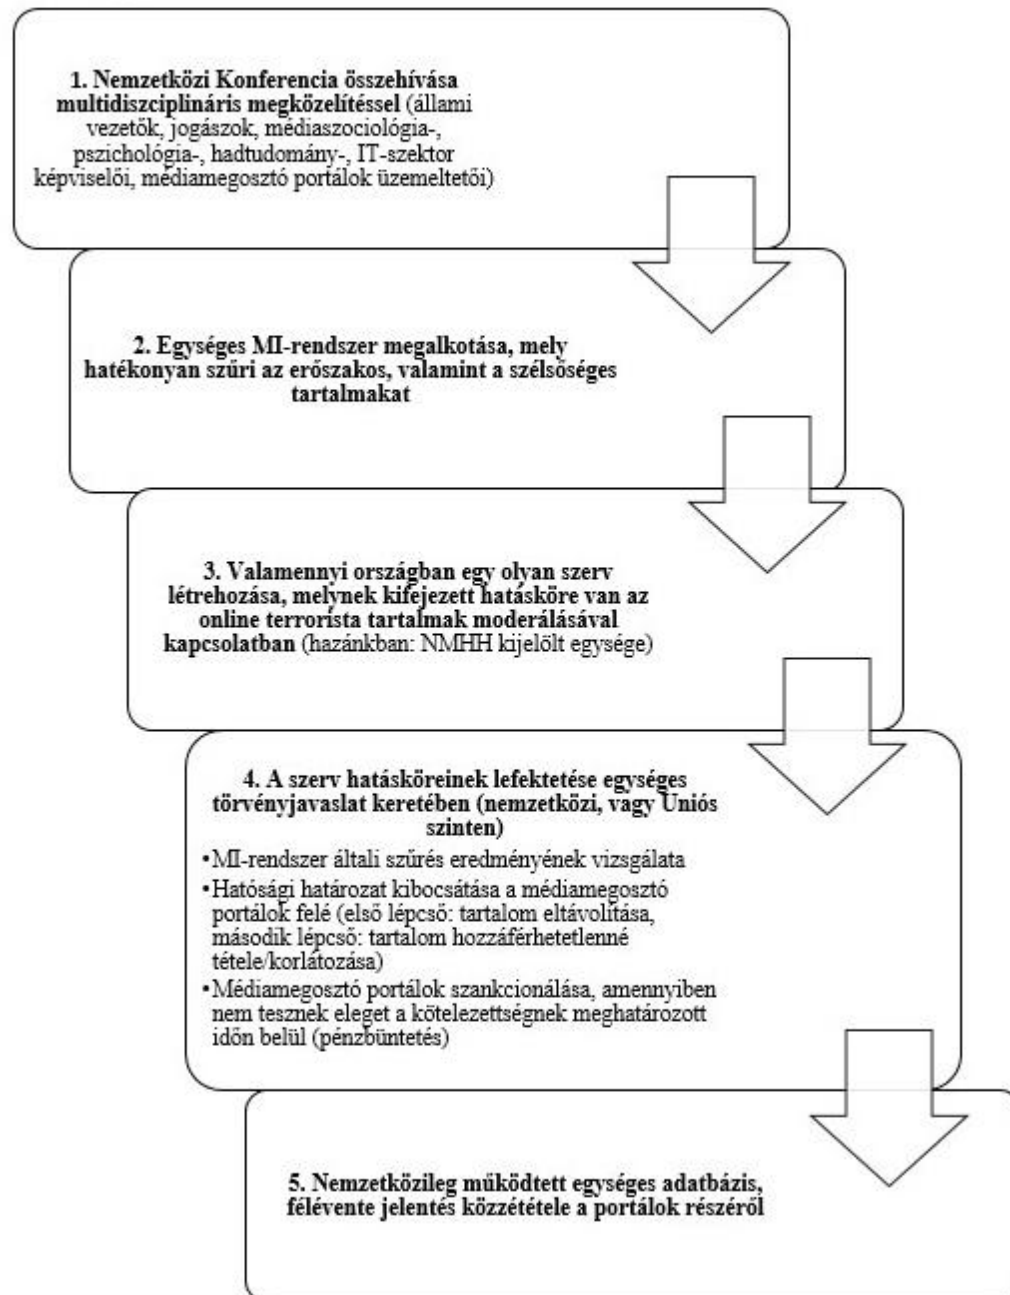 1. Nemzetközi Konferencia összehívása
multidiszciplináris megközelítéssel (állami
vezetők, jogászok, médiaszociológia-,
pszichológia-, hadtudomány-, IT-szektor
képviselői, médiamegosztó portálok üzemeltetői)
2. Egységes MI-rendszer megalkotása, mely
hatékonyan szűri az erőszakos, valamint a szélsőséges
tartalmakat
3. Valamennyi országban egy olyan szerv
létrehozása, melynek kifejezett hatásköre van az
online terrorista tartalmak moderálásával
kapcsolatban (hazánkban: NMHH kijelölt egysége)
4. A szerv hatásköreinek lefektetése egységes
törvényjavaslat keretében (nemzetközi, vagy Uniós
szinten)
•MI-rendszer általi szűrés eredményének vizsgálata
•Hatósági határozat kibocsátása a médiamegosztó
portálok felé (első lépcső: tartalom eltávolítása,
második lépcső: tartalom hozzáférhetetlenné
tétele/korlátozása)
•Médiamegosztó portálok szankcionálása, amennyiben
nem tesznek eleget a kötelezettségnek meghatározott
időn belül (pénzbüntetés)
5. Nemzetközileg működtett egységes adatbázis,
félévente jelentés közzététele a portálok részéről